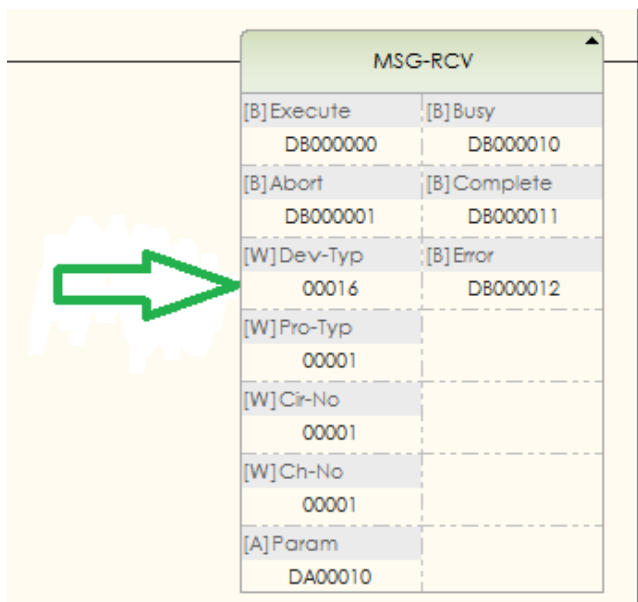 MSG-RCV
[B]Execute [B]Busy
DB000000 DB000010
[B]Abort [B]Complete
DB000001 DB000011
[W]Dev-Typ [B]Error
00016 DB000012
[W]Pro-Typ
00001
[W]Cir-No
00001
[W]Ch-No
00001
[A]Param
DA00010